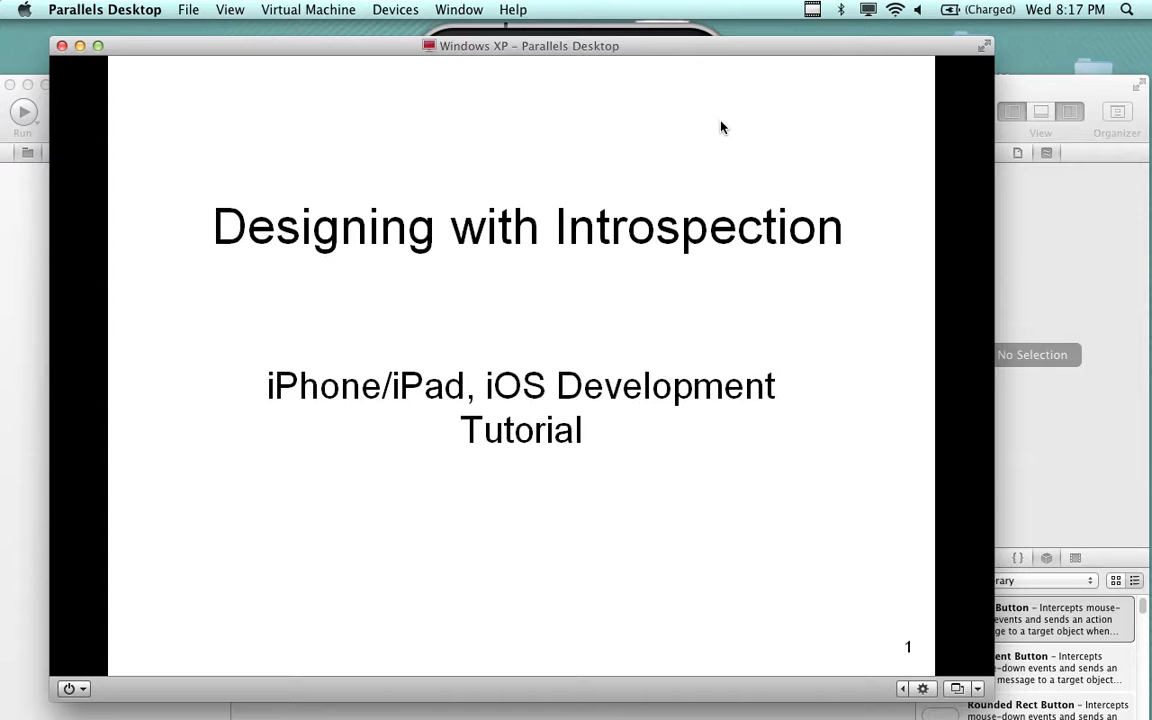 Parallels Desktop File View Virtual Machine Devices Window Help (Charged) Wed 8:17 PM
Windows XP – Parallels Desktop
Run
View
Organizer
Designing with Introspection
No Selection
iPhone/iPad, iOS Development
Tutorial
{ }
rary
Button – Intercepts mouse-
events and sends an action
ge to a target object when...
ent Button – Intercepts
-down events and sends an
message to a target object...
Rounded Rect Button – Intercepts
mouse-down events and sends an
1